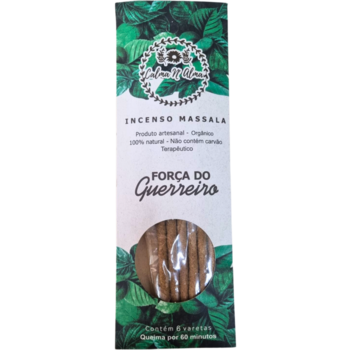 Calma N'Alma
INCENSO MASSALA
Produto artesanal - Orgânico
100% natural - Não contém carvão
Terapêutico
FORÇA DO
Guerreiro
Contém 6 varetas
Queima por 60 minutos